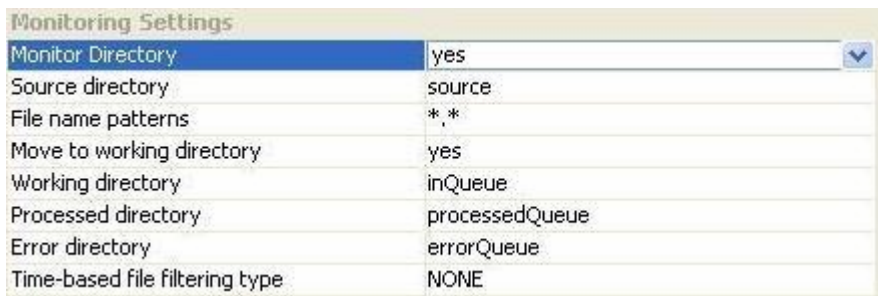 Monitoring Settings
Monitor Directory yes
Source directory source
File name patterns *.*
Move to working directory yes
Working directory inQueue
Processed directory processedQueue
Error directory errorQueue
Time-based file filtering type NONE